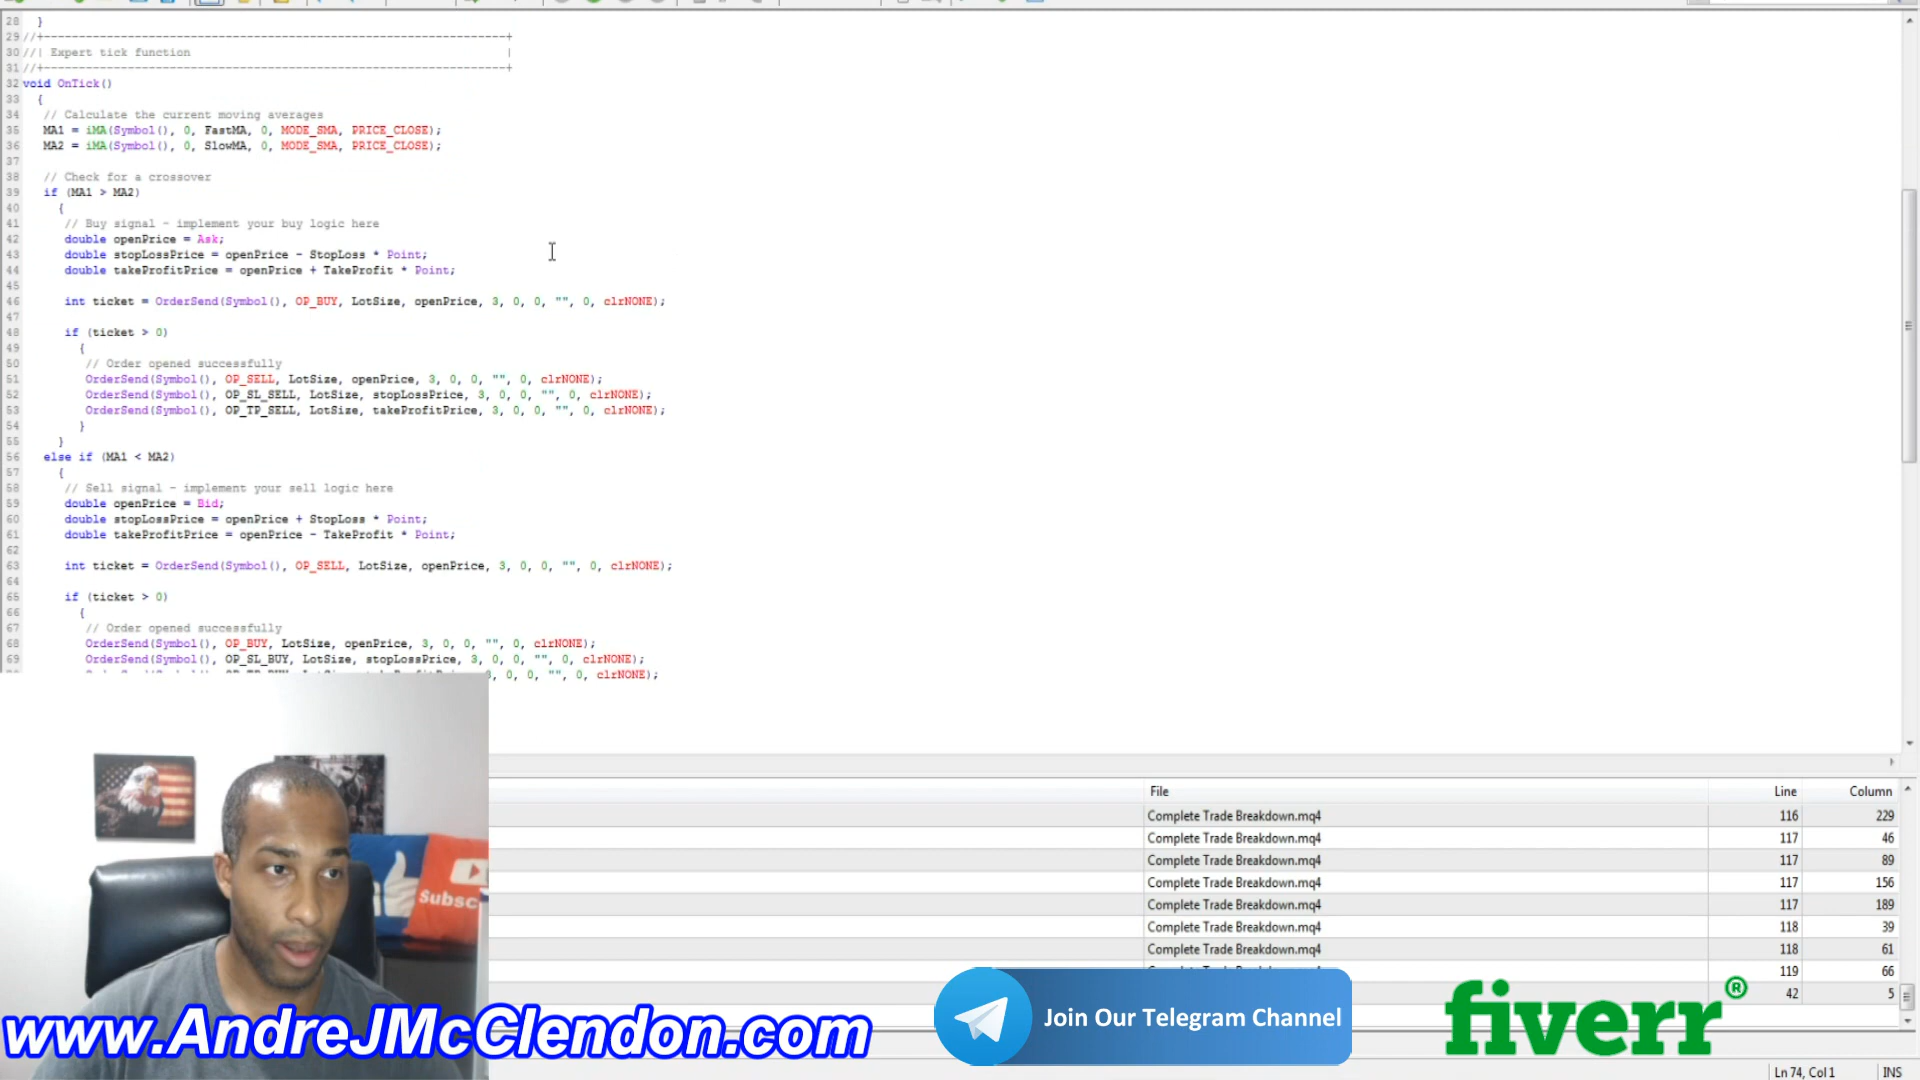 28 }
29 //+------------------------------------------------------------------+
30 //| Expert tick function |
31 //+------------------------------------------------------------------+
32 void OnTick()
33 {
34 // Calculate the current moving averages
35 MA1 = iMA(Symbol(), 0, FastMA, 0, MODE_SMA, PRICE_CLOSE);
36 MA2 = iMA(Symbol(), 0, SlowMA, 0, MODE_SMA, PRICE_CLOSE);
37
38 // Check for a crossover
39 if (MA1 > MA2)
40 {
41 // Buy signal - implement your buy logic here
42 double openPrice = Ask;
43 double stopLossPrice = openPrice - StopLoss * Point;
44 double takeProfitPrice = openPrice + TakeProfit * Point;
45
46 int ticket = OrderSend(Symbol(), OP_BUY, LotSize, openPrice, 3, 0, 0, "", 0, clrNONE);
47
48 if (ticket > 0)
49 {
50 // Order opened successfully
51 OrderSend(Symbol(), OP_SELL, LotSize, openPrice, 3, 0, 0, "", 0, clrNONE);
52 OrderSend(Symbol(), OP_SL_SELL, LotSize, stopLossPrice, 3, 0, 0, "", 0, clrNONE);
53 OrderSend(Symbol(), OP_TP_SELL, LotSize, takeProfitPrice, 3, 0, 0, "", 0, clrNONE);
54 }
55 }
56 else if (MA1 < MA2)
57 {
58 // Sell signal - implement your sell logic here
59 double openPrice = Bid;
60 double stopLossPrice = openPrice + StopLoss * Point;
61 double takeProfitPrice = openPrice - TakeProfit * Point;
62
63 int ticket = OrderSend(Symbol(), OP_SELL, LotSize, openPrice, 3, 0, 0, "", 0, clrNONE);
64
65 if (ticket > 0)
66 {
67 // Order opened successfully
68 OrderSend(Symbol(), OP_BUY, LotSize, openPrice, 3, 0, 0, "", 0, clrNONE);
69 OrderSend(Symbol(), OP_SL_BUY, LotSize, stopLossPrice, 3, 0, 0, "", 0, clrNONE);
0, 0, "", 0, clrNONE);
File Line Column
Complete Trade Breakdown.mq4 116 229
Complete Trade Breakdown.mq4 117 46
Complete Trade Breakdown.mq4 117 89
Complete Trade Breakdown.mq4 117 156
Complete Trade Breakdown.mq4 117 189
Complete Trade Breakdown.mq4 118 39
Complete Trade Breakdown.mq4 118 61
119 66
42 5
Subsc
www.AndreJMcClendon.com
Join Our Telegram Channel
fiverr®
Ln 74, Col 1 INS